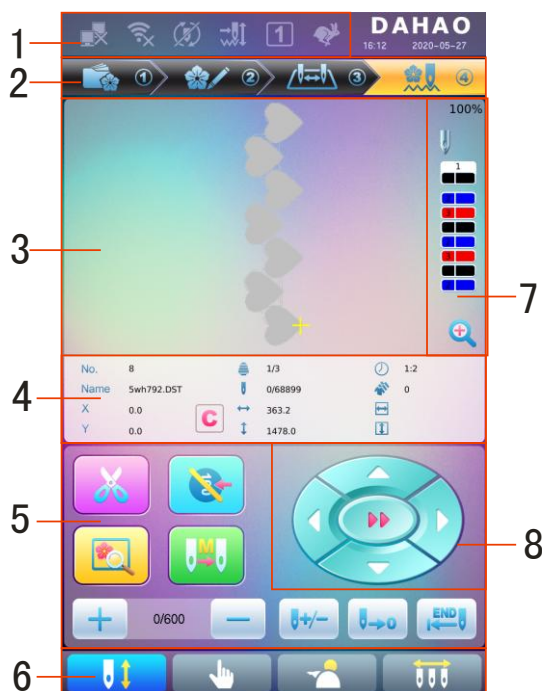 1
DAHAO
16:12 2020-05-27
1
2
① ② ③ ④
100%
1
3
7
No. 8 1/3 1:2
Name 5wh792.DST 0/68899 0
X 0.0 C 363.2
Y 0.0 1478.0
4
5
M
8
+ 0/600 − +/− 0 END
6